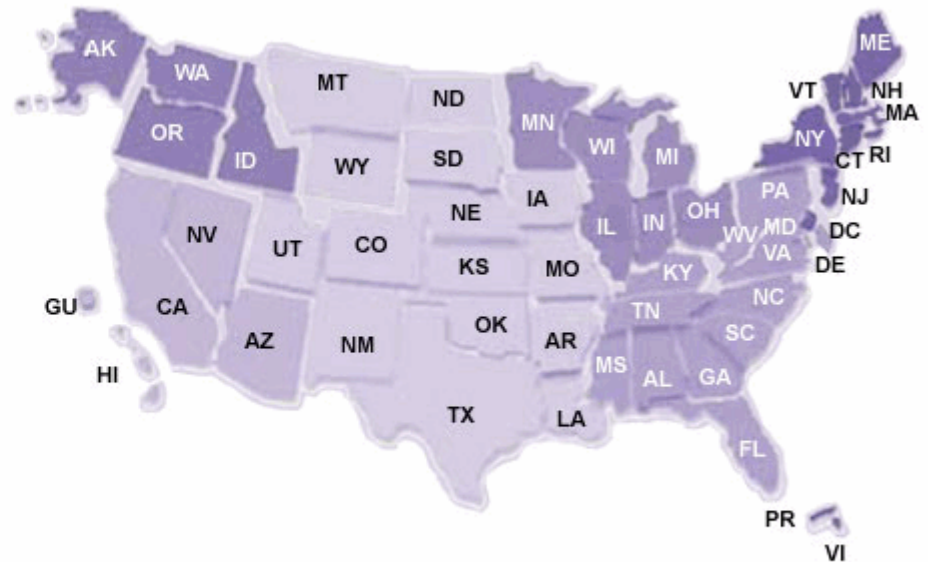 AK
WA
MT
ND
MN
ME
VT
NH
MA
OR
ID
WY
SD
WI
MI
NY
CT
RI
NV
UT
CO
NE
IA
IL
IN
OH
PA
NJ
WV
MD
DC
VA
DE
KS
MO
KY
GU
CA
AZ
NM
OK
AR
TN
NC
SC
HI
TX
LA
MS
AL
GA
FL
PR
VI